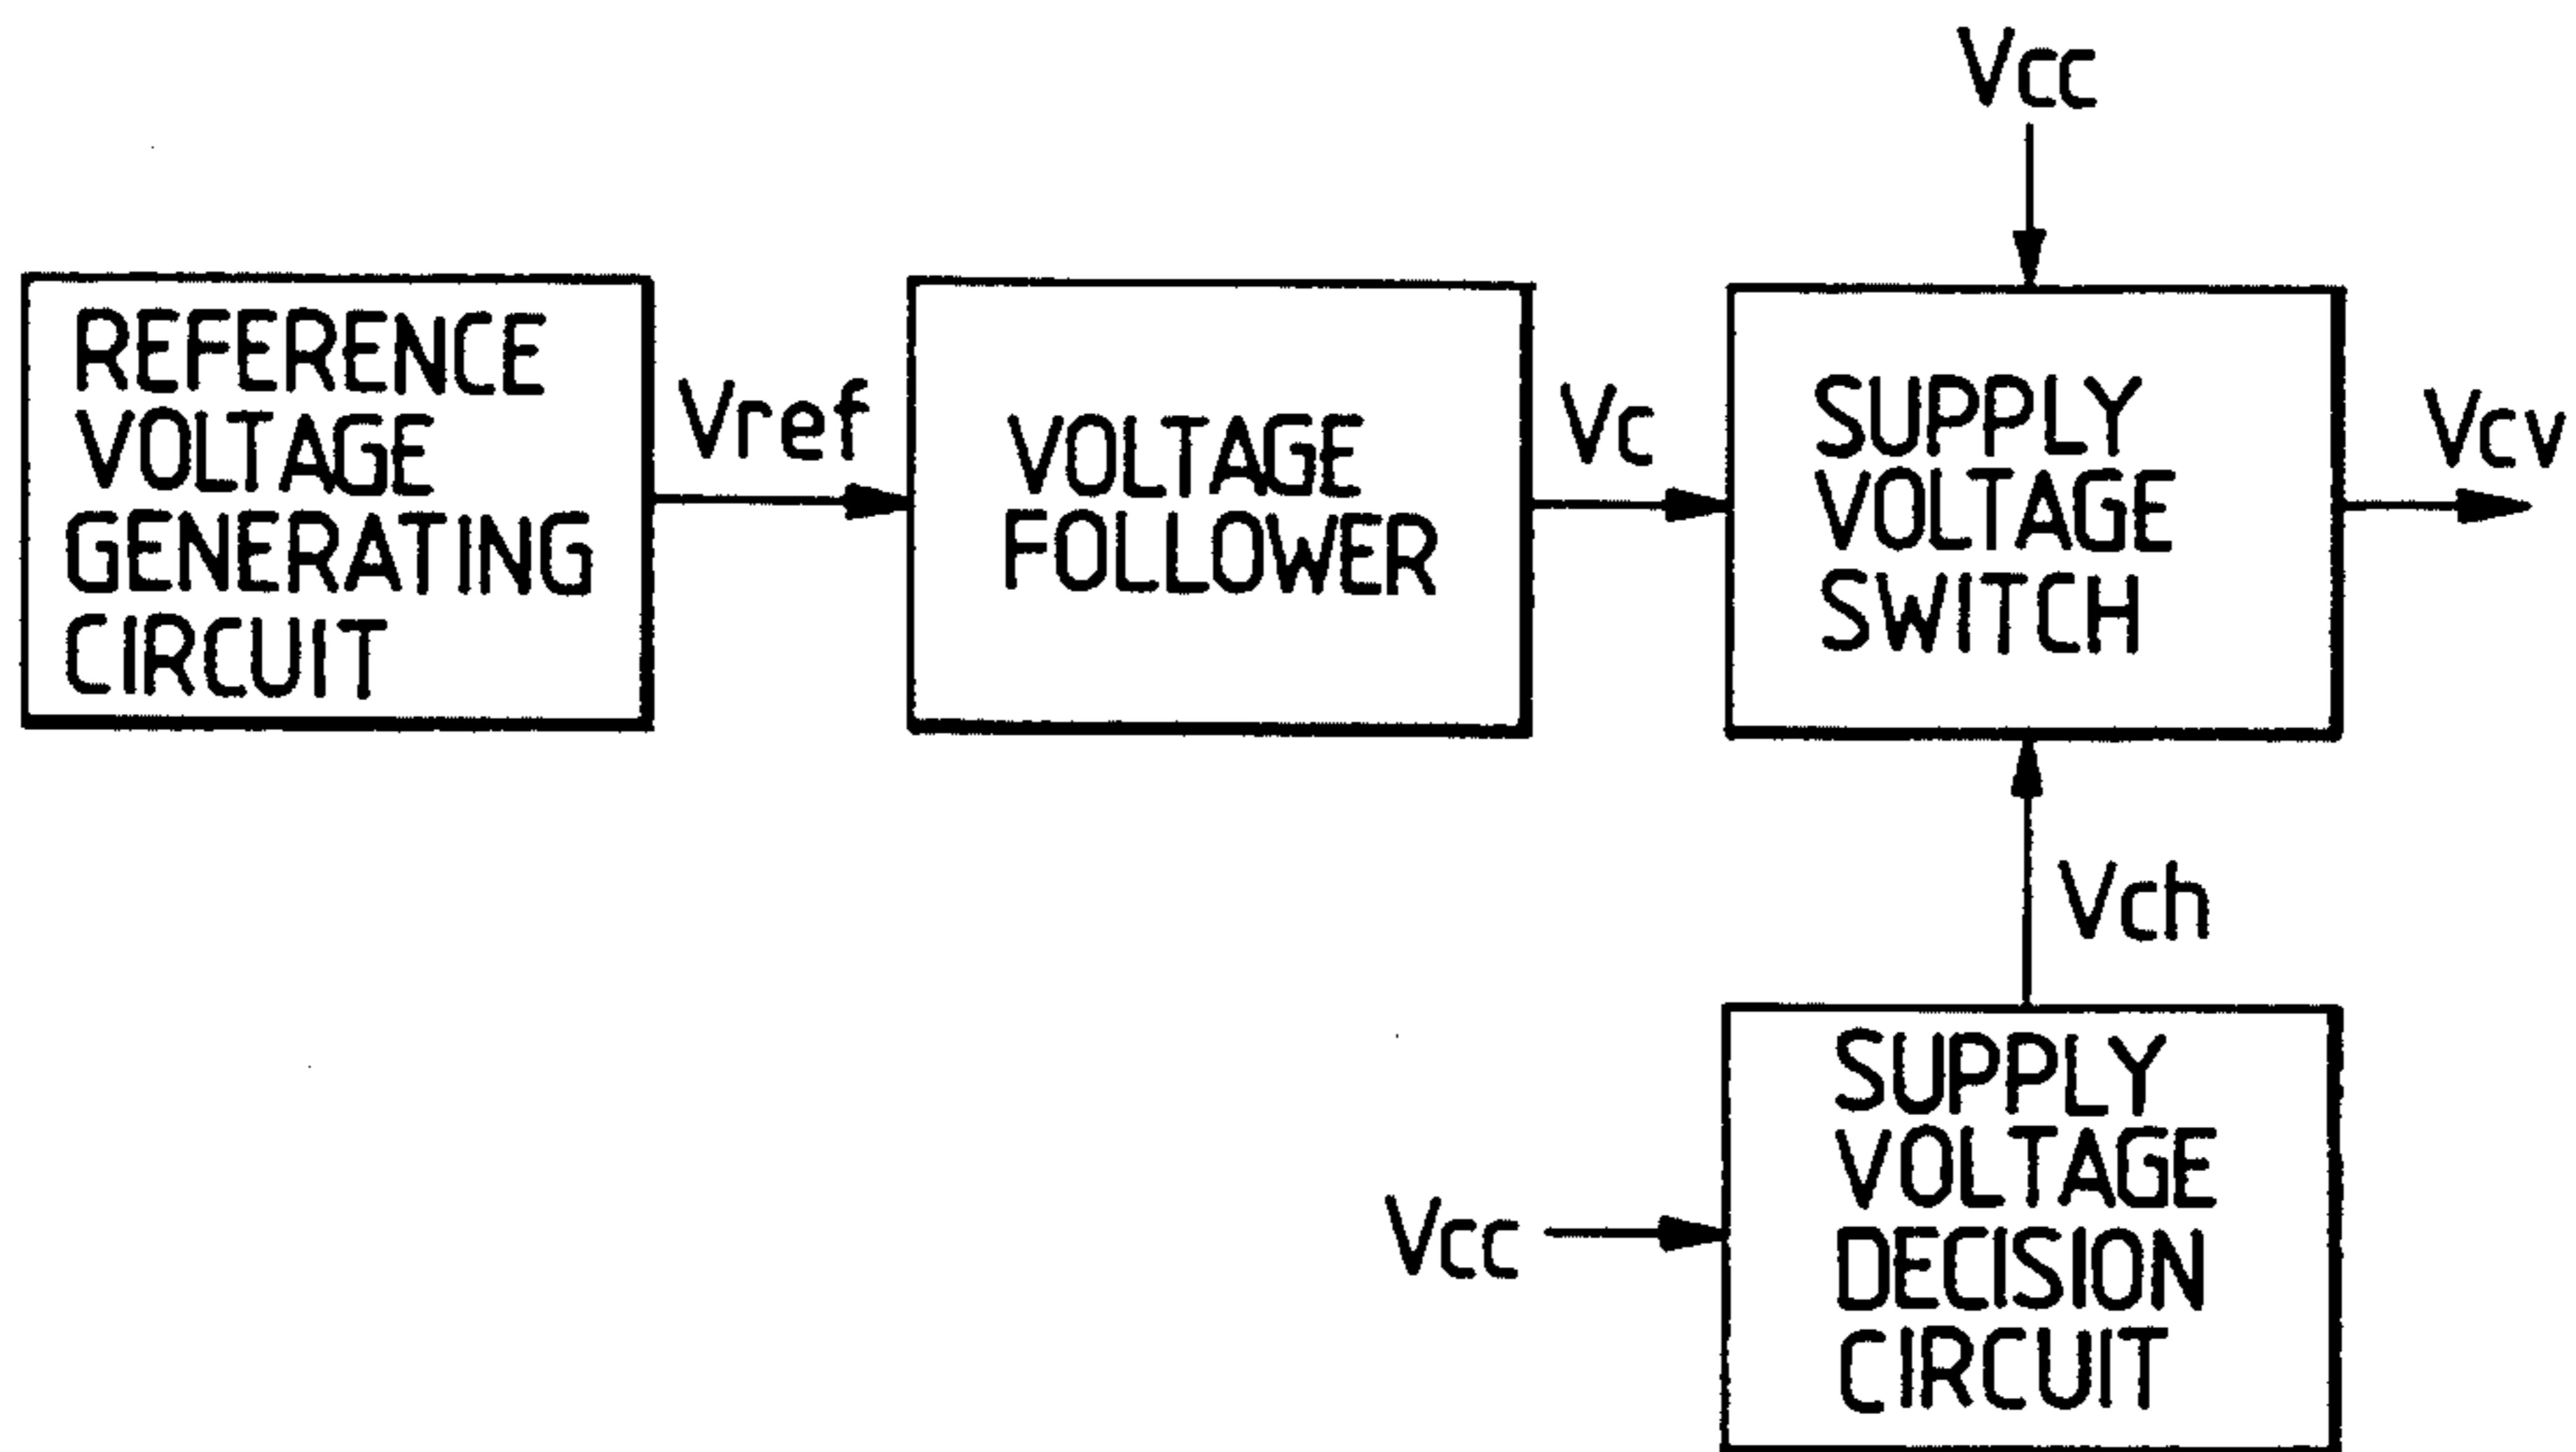 Vcc
REFERENCE
VOLTAGE
GENERATING
CIRCUIT
Vref
VOLTAGE
FOLLOWER
Vc
SUPPLY
VOLTAGE
SWITCH
Vcv
Vch
Vcc
SUPPLY
VOLTAGE
DECISION
CIRCUIT